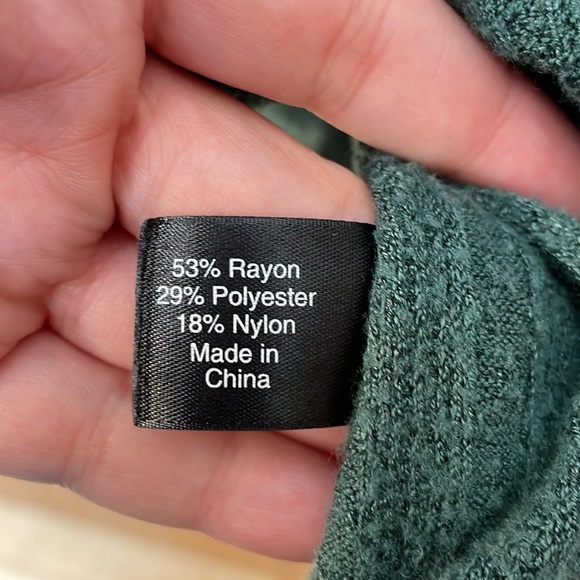 53% Rayon
29% Polyester
18% Nylon
Made in
China